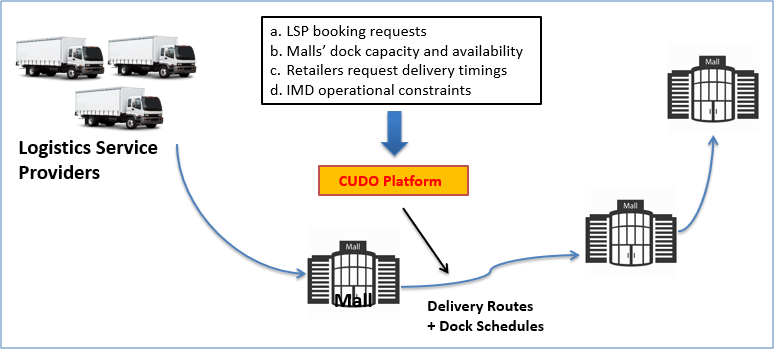 a. LSP booking requests
b. Malls' dock capacity and availability
c. Retailers request delivery timings
d. IMD operational constraints
Mall
Logistics Service
Providers
CUDO Platform
Mall
Mall
Mall
Delivery Routes
+ Dock Schedules